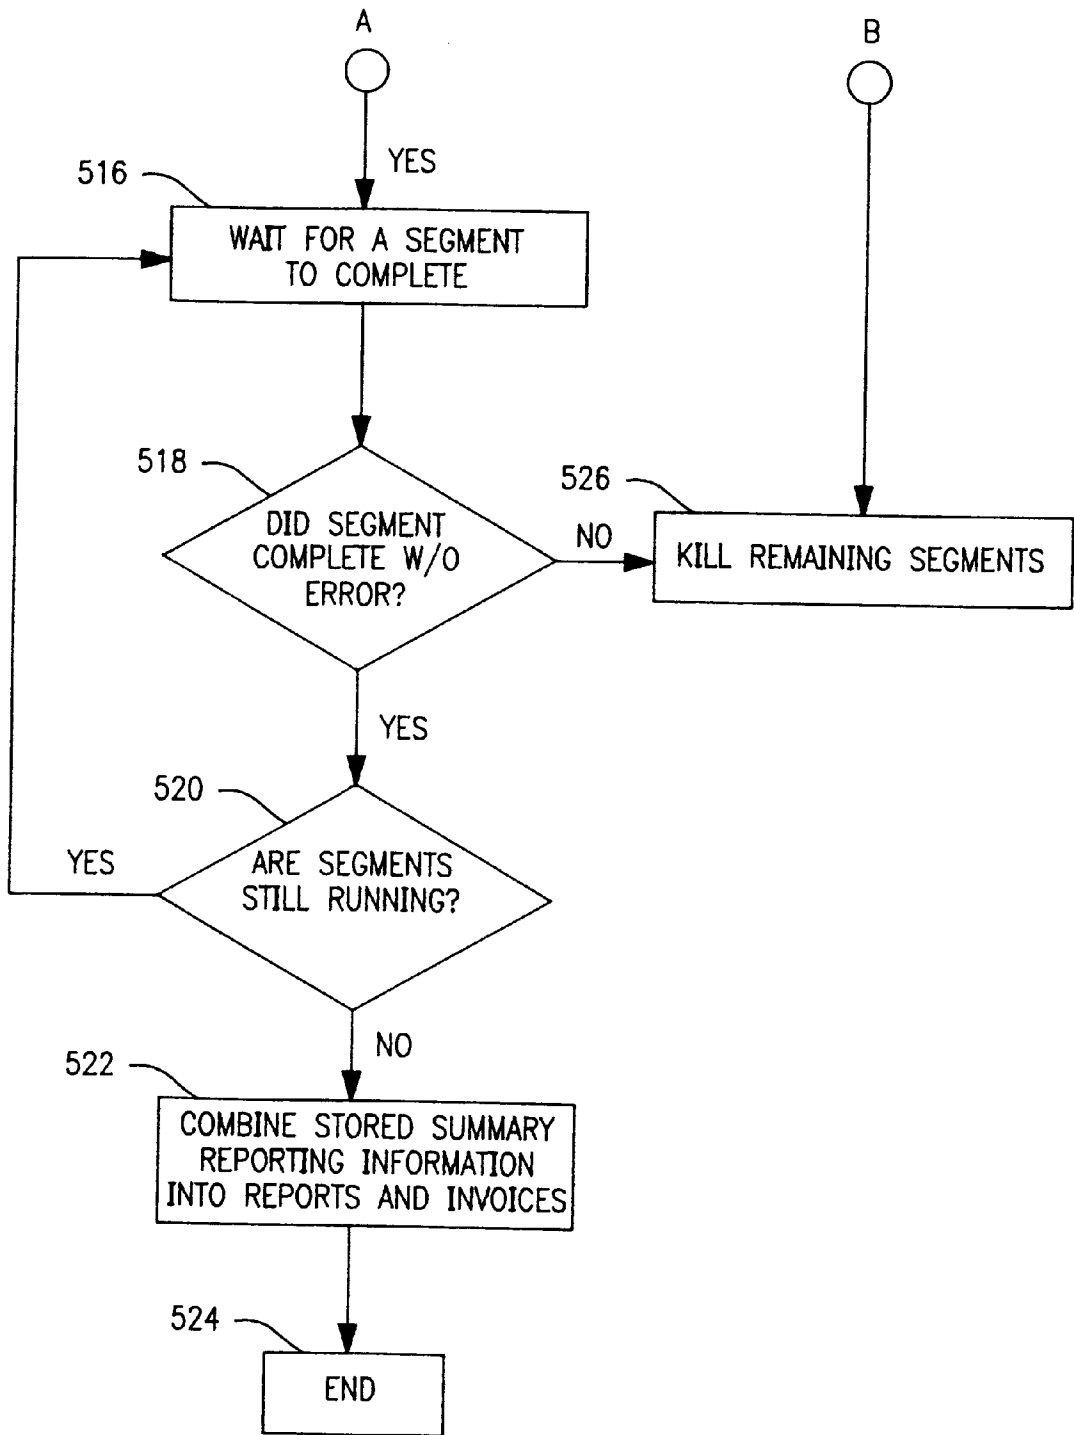 A
B
YES
516
WAIT FOR A SEGMENT
TO COMPLETE
518
DID SEGMENT
COMPLETE W/O
ERROR?
NO
526
KILL REMAINING SEGMENTS
YES
520
YES
ARE SEGMENTS
STILL RUNNING?
NO
522
COMBINE STORED SUMMARY
REPORTING INFORMATION
INTO REPORTS AND INVOICES
524
END